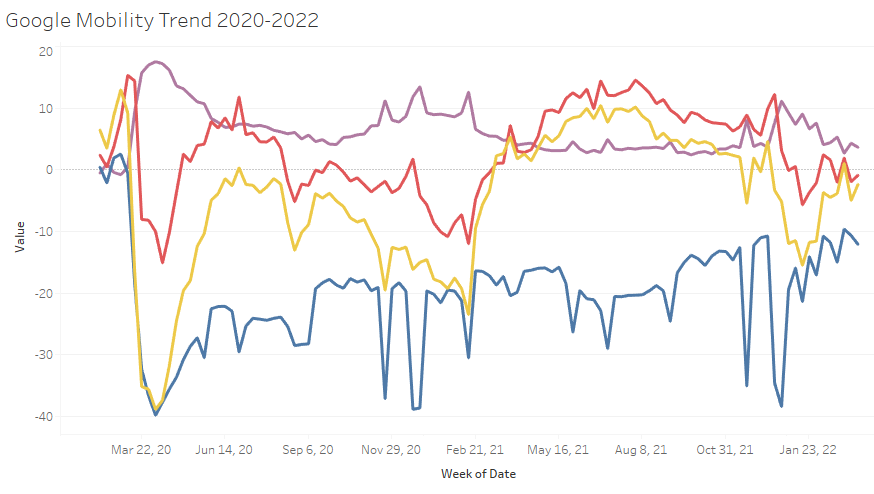 Google Mobility Trend 2020-2022
20
10
0
-10
-20
-30
-40
Value
Mar 22, 20 Jun 14, 20 Sep 6, 20 Nov 29, 20 Feb 21, 21 May 16, 21 Aug 8, 21 Oct 31, 21 Jan 23, 22
Week of Date